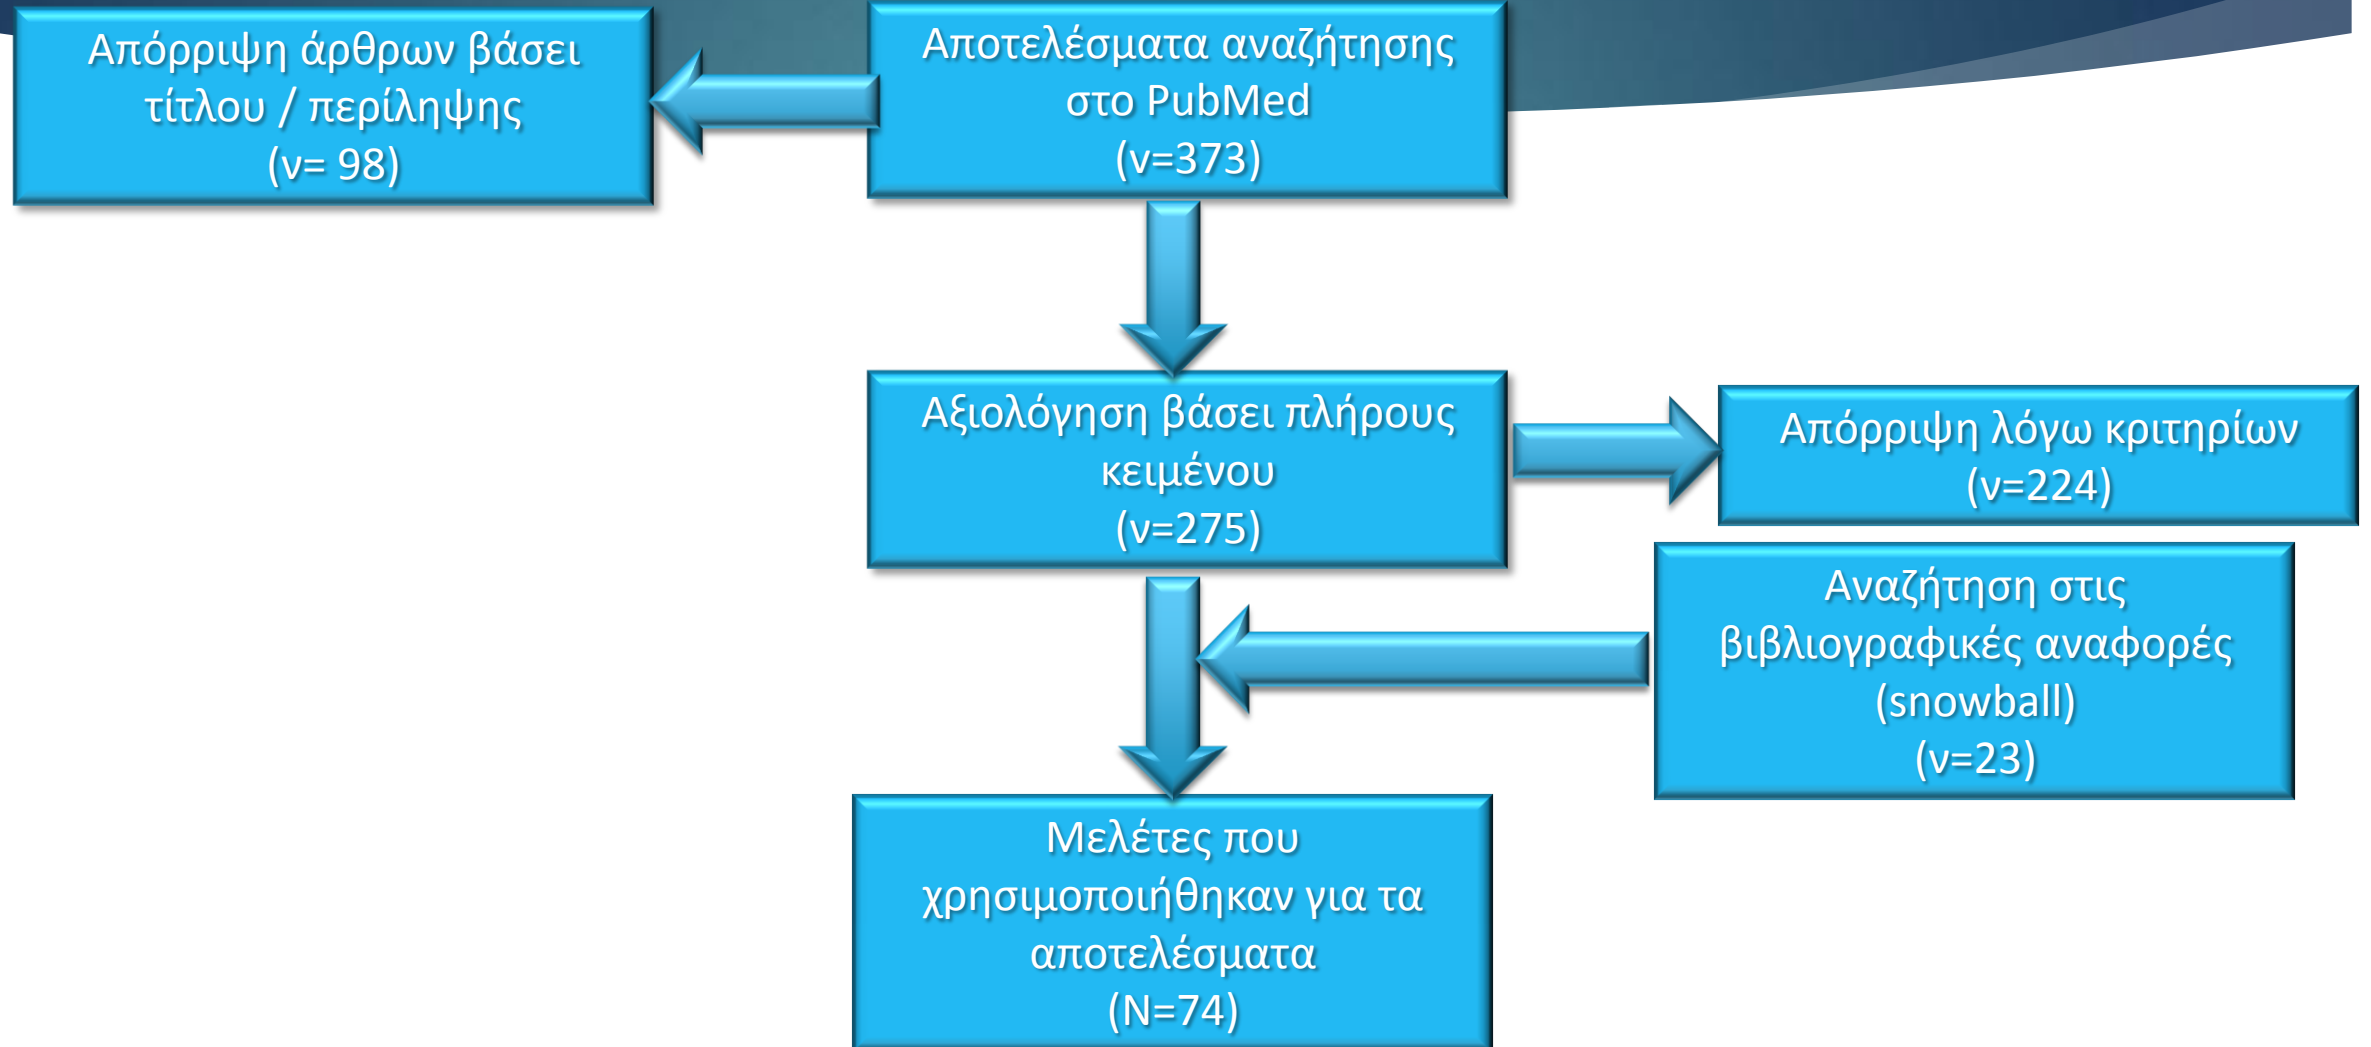 Απόρριψη άρθρων βάσει
τίτλου / περίληψης
(ν= 98)
Αποτελέσματα αναζήτησης
στο PubMed
(ν=373)
Αξιολόγηση βάσει πλήρους
κειμένου
(ν=275)
Απόρριψη λόγω κριτηρίων
(ν=224)
Αναζήτηση στις
βιβλιογραφικές αναφορές
(snowball)
(ν=23)
Μελέτες που
χρησιμοποιήθηκαν για τα
αποτελέσματα
(Ν=74)